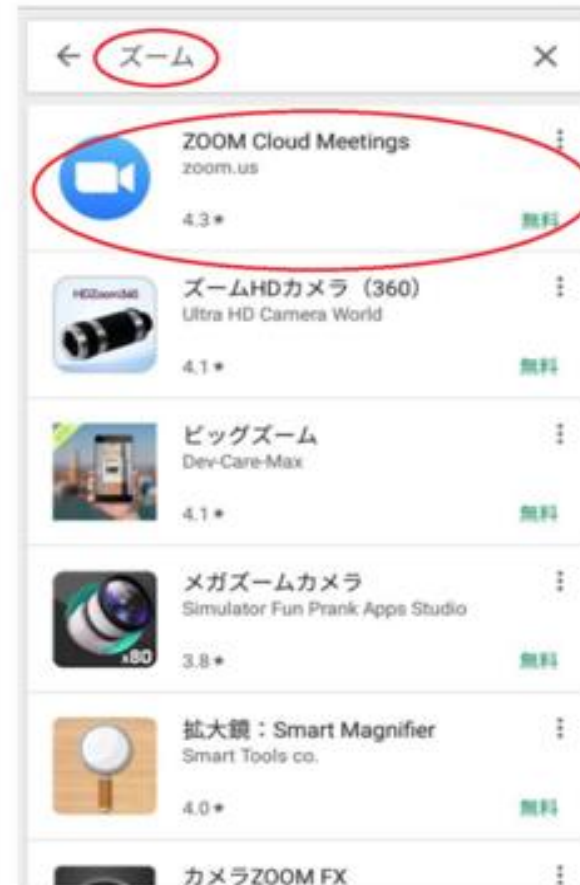 ズーム
ZOOM Cloud Meetings
zoom.us
4.3★
無料
HDZoom360
ズームHDカメラ（360）
Ultra HD Camera World
4.1★
無料
ビッグズーム
Dev-Care-Max
4.1★
無料
メガズームカメラ
Simulator Fun Prank Apps Studio
x80
3.8★
無料
拡大鏡：Smart Magnifier
Smart Tools co.
4.0★
無料
カメラZOOM FX